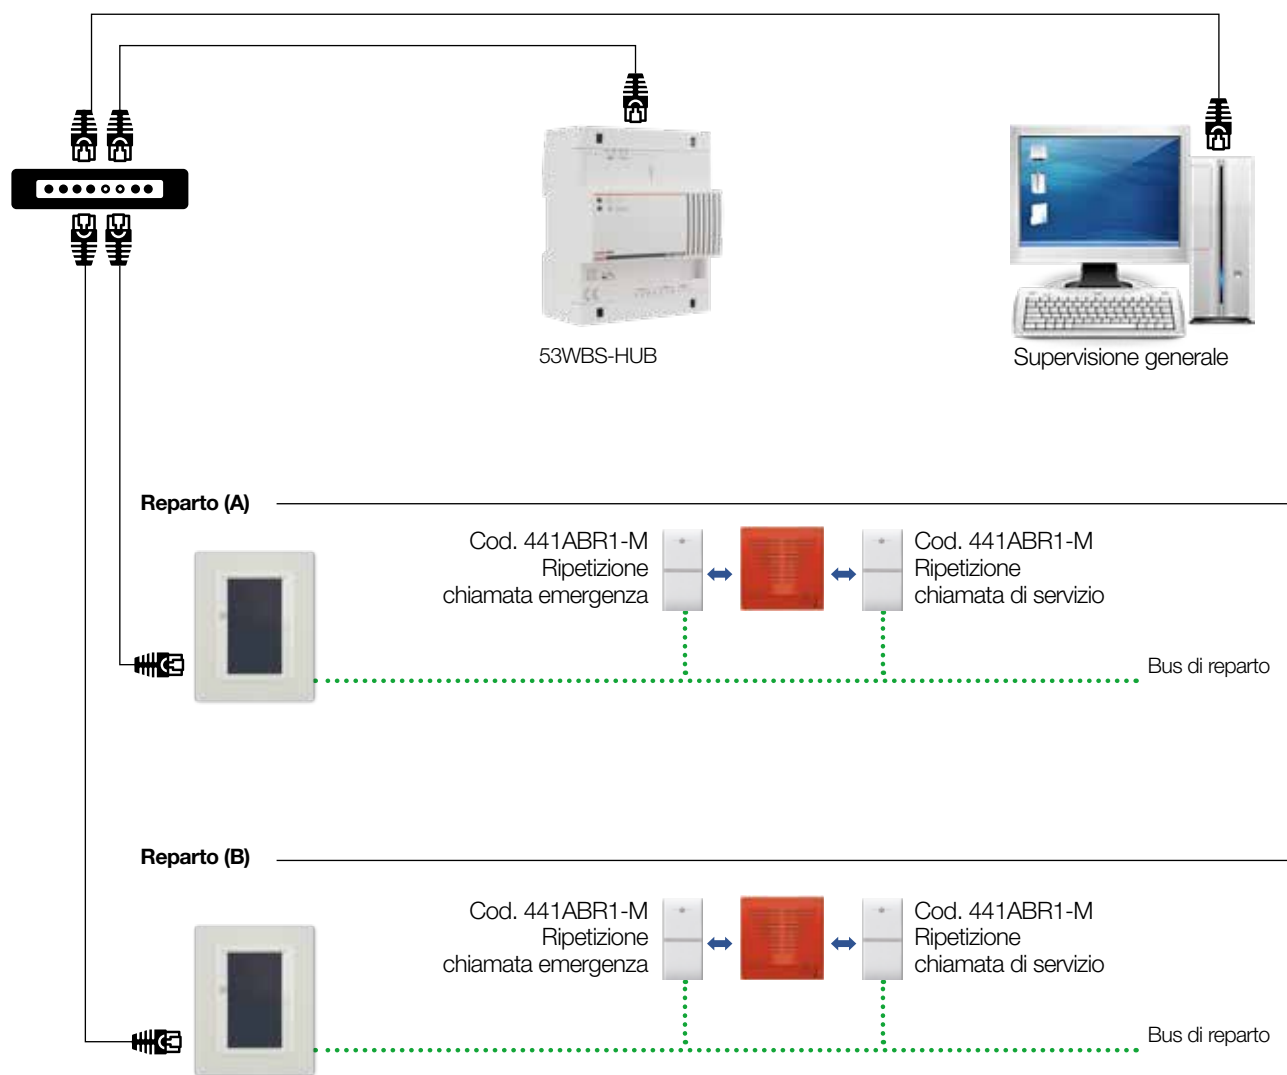 53WBS-HUB
Supervisione generale
Reparto (A)
Cod. 441ABR1-M
Ripetizione
chiamata emergenza
Cod. 441ABR1-M
Ripetizione
chiamata di servizio
Bus di reparto
Reparto (B)
Cod. 441ABR1-M
Ripetizione
chiamata emergenza
Cod. 441ABR1-M
Ripetizione
chiamata di servizio
Bus di reparto